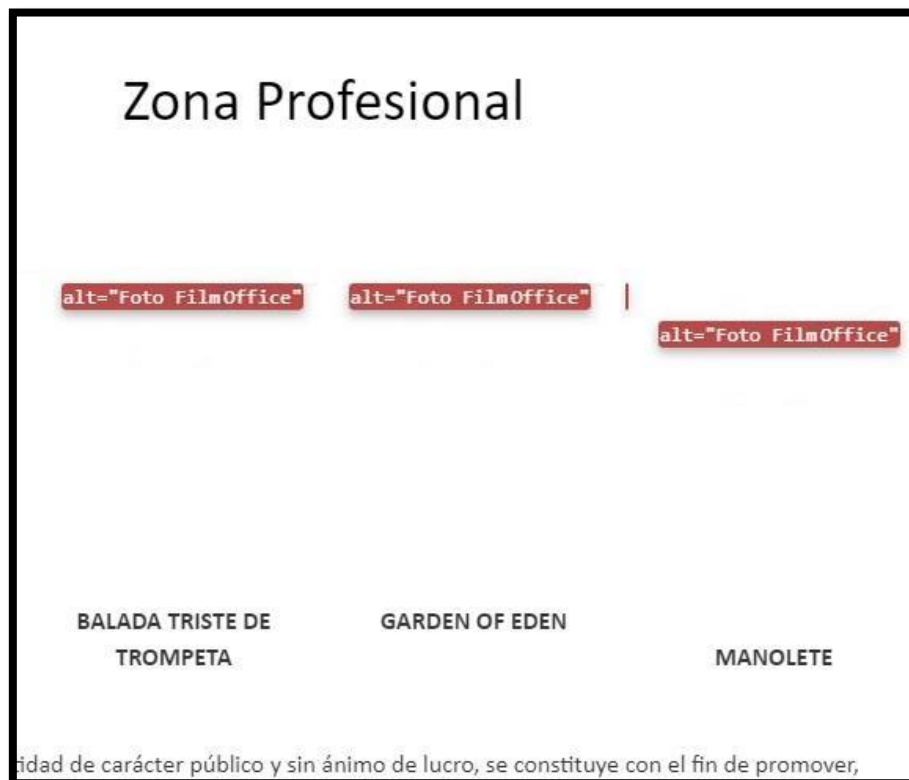 Zona Profesional
alt="Foto FilmOffice" alt="Foto FilmOffice"
alt="Foto FilmOffice"
BALADA TRISTE DE GARDEN OF EDEN
TROMPETA MANOLETE
de carácter público y sin ánimo de lucro, se constituye con el fin de promover,